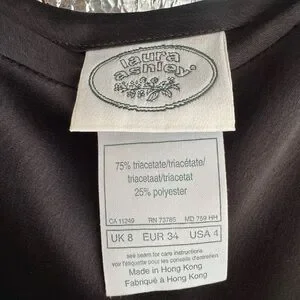 laura
ashley®
75% triacetate/triacétate/
triacetaat/triacetat
25% polyester
CA 11249 RN 73785 MD 759 HH
UK 8 EUR 34 USA 4
see seam for care instructions
voir l'étiquette pour les conseils d'entretien
Made in Hong Kong
Fabriqué à Hong Kong